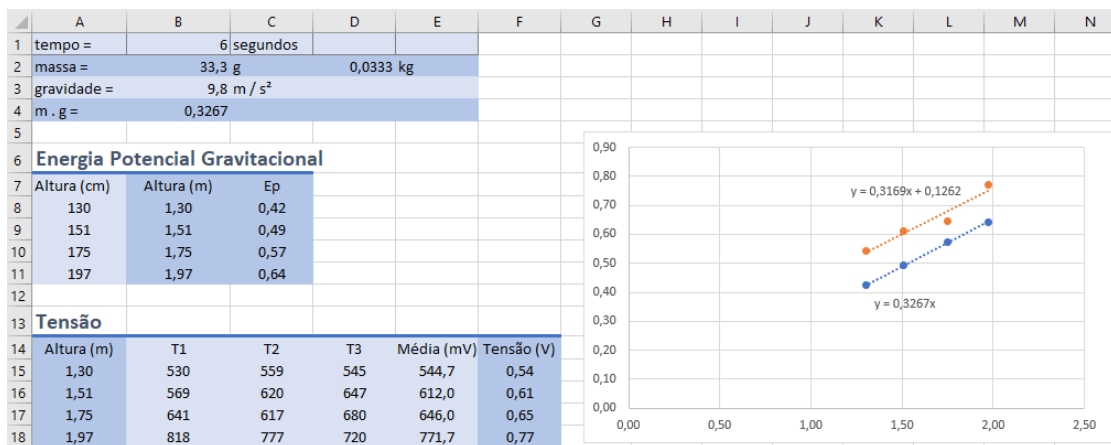 A B C D E F G H I J K L M N
1 tempo = 6 segundos
2 massa = 33,3 g 0,0333 kg
3 gravidade = 9,8 m / s²
4 m . g = 0,3267
5
6 Energia Potencial Gravitacional
7 Altura (cm) Altura (m) Ep
8 130 1,30 0,42
9 151 1,51 0,49
10 175 1,75 0,57
11 197 1,97 0,64
12
13 Tensão
14 Altura (m) T1 T2 T3 Média (mV) Tensão (V)
15 1,30 530 559 545 544,7 0,54
16 1,51 569 620 647 612,0 0,61
17 1,75 641 617 680 646,0 0,65
18 1,97 818 777 720 771,7 0,77
0,90
0,80
0,70
0,60
0,50
0,40
0,30
0,20
0,10
0,00
y = 0,3169x + 0,1262
y = 0,3267x
0,00 0,50 1,00 1,50 2,00 2,50